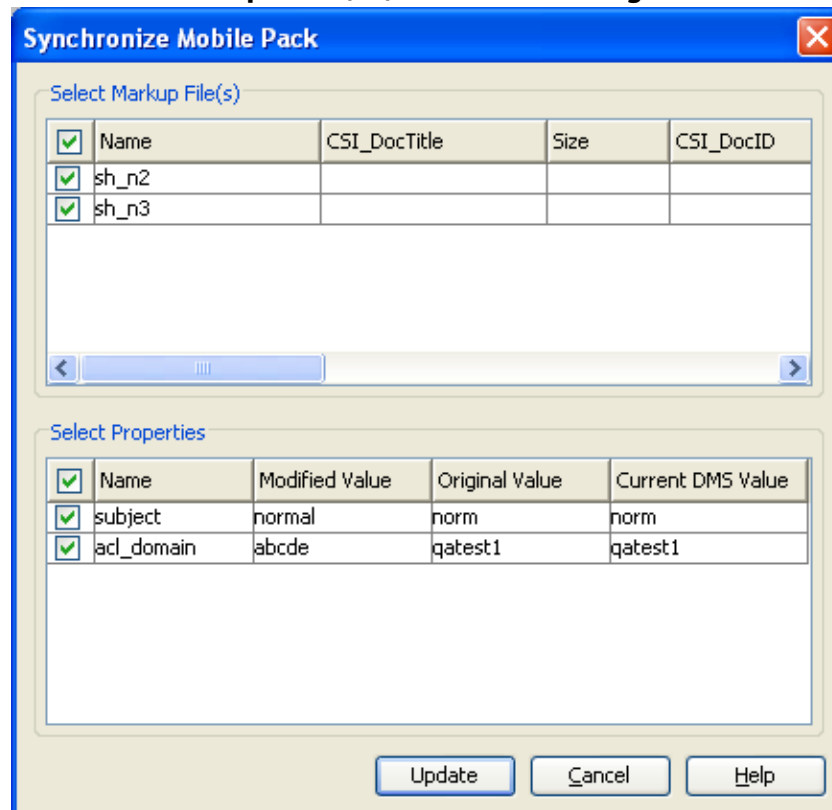 Synchronize Mobile Pack
Select Markup File(s)
Name CSI_DocTitle Size CSI_DocID
sh_n2
sh_n3
Select Properties
Name Modified Value Original Value Current DMS Value
subject normal norm norm
acl_domain abcde qatest1 qatest1
Update Cancel Help